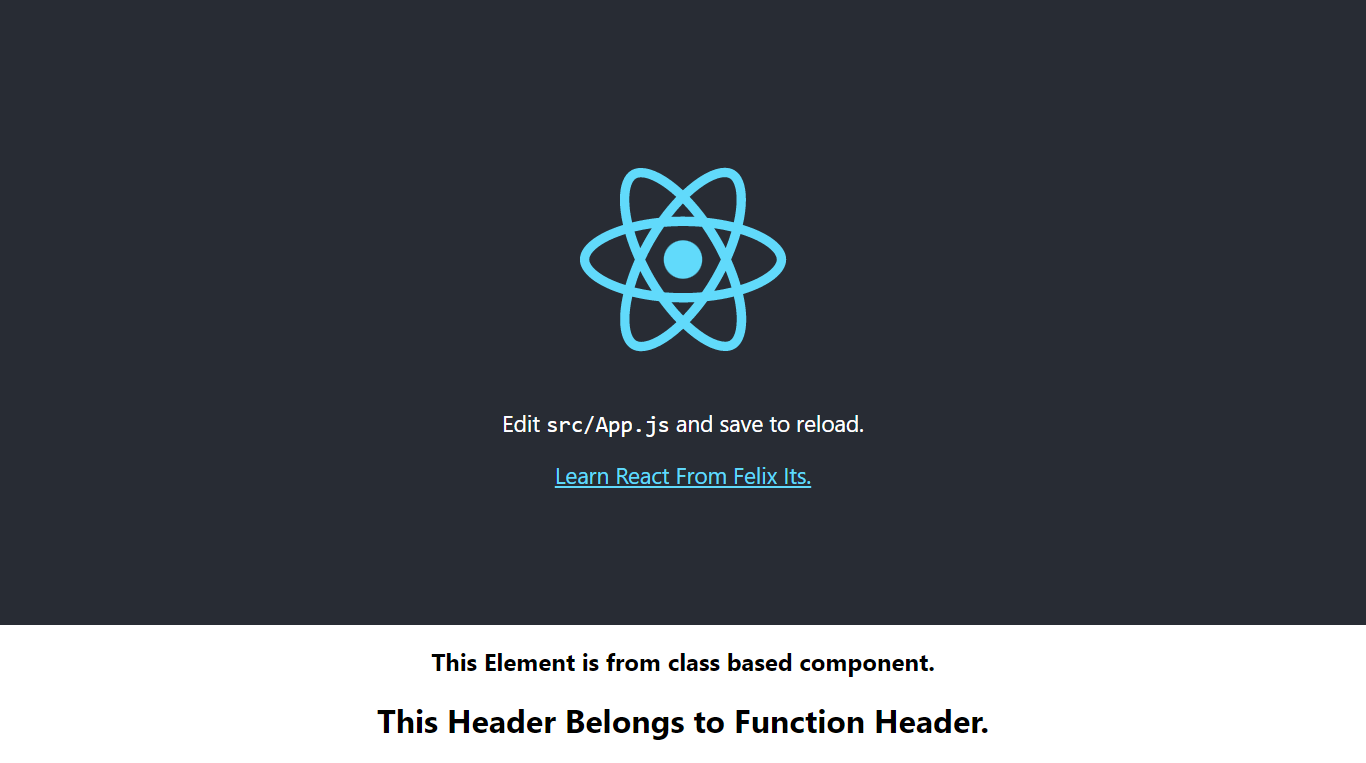 Edit src/App.js and save to reload.
Learn React From Felix Its.
This Element is from class based component.
This Header Belongs to Function Header.